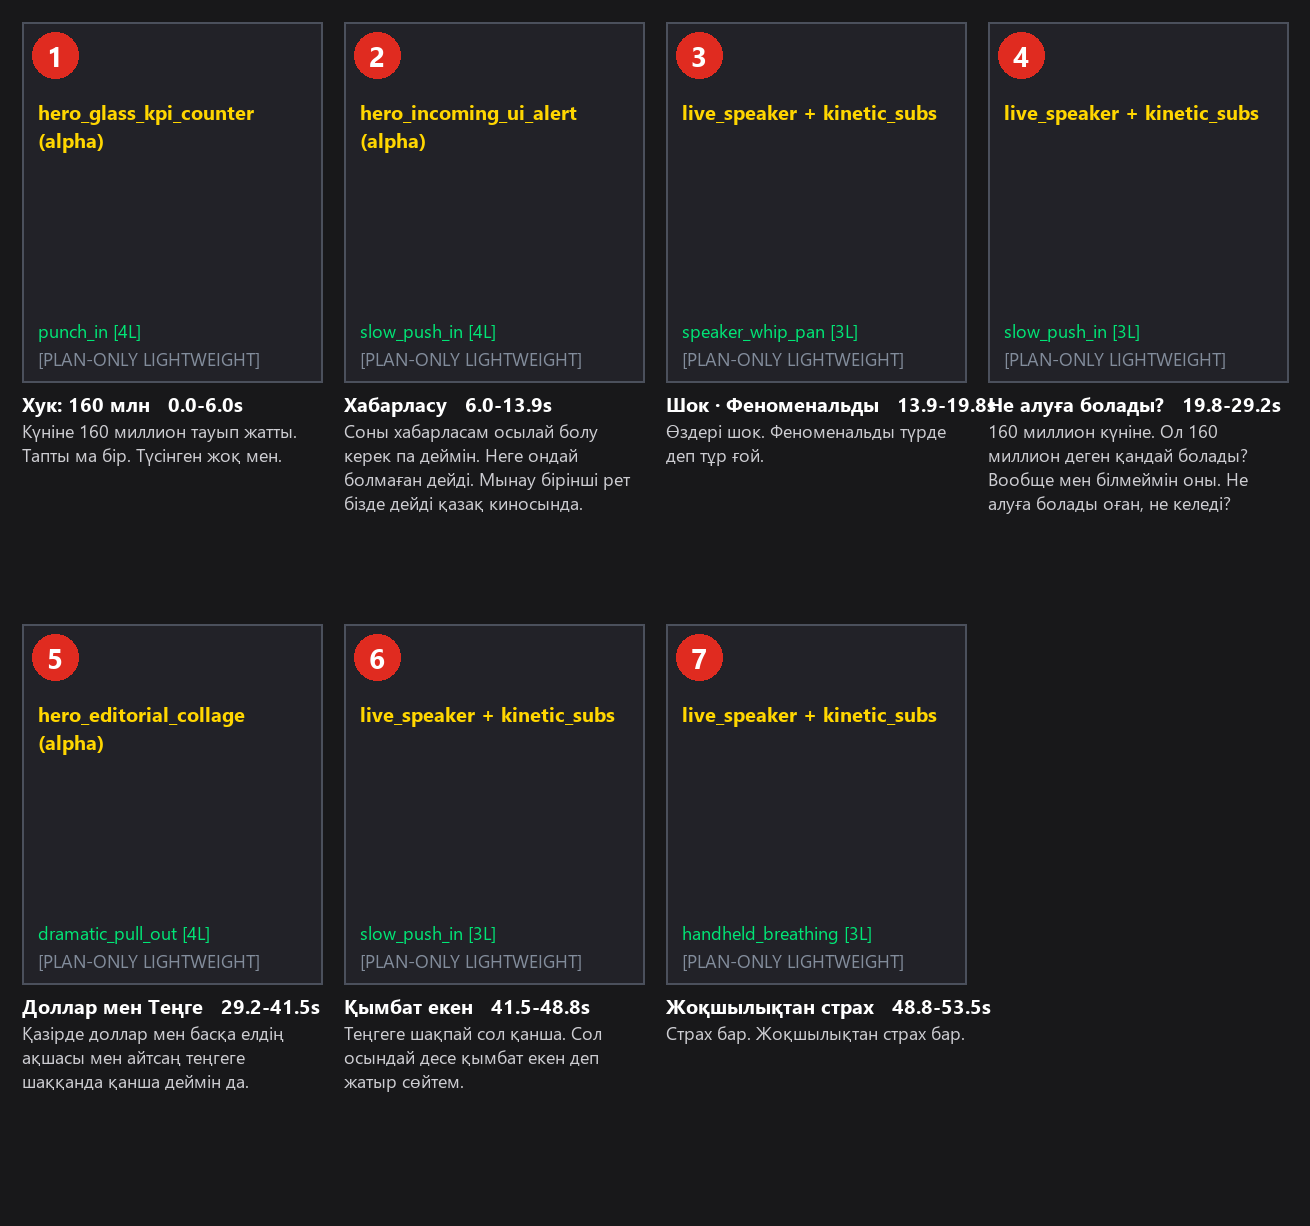 1
hero_glass_kpi_counter
(alpha)
punch_in [4L]
[PLAN-ONLY LIGHTWEIGHT]
Хук: 160 млн 0.0-6.0s
Күніне 160 миллион тауып жатты.
Тапты ма бір. Түсінген жоқ мен.
2
hero_incoming_ui_alert
(alpha)
slow_push_in [4L]
[PLAN-ONLY LIGHTWEIGHT]
Хабарласу 6.0-13.9s
Соны хабарласам осылай болу
керек па деймін. Неге ондай
болмаған дейді. Мынау бірінші рет
бізде дейді қазақ киносында.
3
live_speaker + kinetic_subs
speaker_whip_pan [3L]
[PLAN-ONLY LIGHTWEIGHT]
Шок · Феноменальды 13.9-19.8s
Өздері шок. Феноменальды түрде
деп тұр ғой.
4
live_speaker + kinetic_subs
slow_push_in [3L]
[PLAN-ONLY LIGHTWEIGHT]
Не алуға болады? 19.8-29.2s
160 миллион күніне. Ол 160
миллион деген қандай болады?
Вообще мен білмеймін оны. Не
алуға болады оған, не келеді?
5
hero_editorial_collage
(alpha)
dramatic_pull_out [4L]
[PLAN-ONLY LIGHTWEIGHT]
Доллар мен Теңге 29.2-41.5s
Қазірде доллар мен басқа елдің
ақшасы мен айтсаң теңгеге
шаққанда қанша деймін да.
6
live_speaker + kinetic_subs
slow_push_in [3L]
[PLAN-ONLY LIGHTWEIGHT]
Қымбат екен 41.5-48.8s
Теңгеге шақпай сол қанша. Сол
осындай десе қымбат екен деп
жатыр сөйтем.
7
live_speaker + kinetic_subs
handheld_breathing [3L]
[PLAN-ONLY LIGHTWEIGHT]
Жоқшылықтан страх 48.8-53.5s
Страх бар. Жоқшылықтан страх бар.